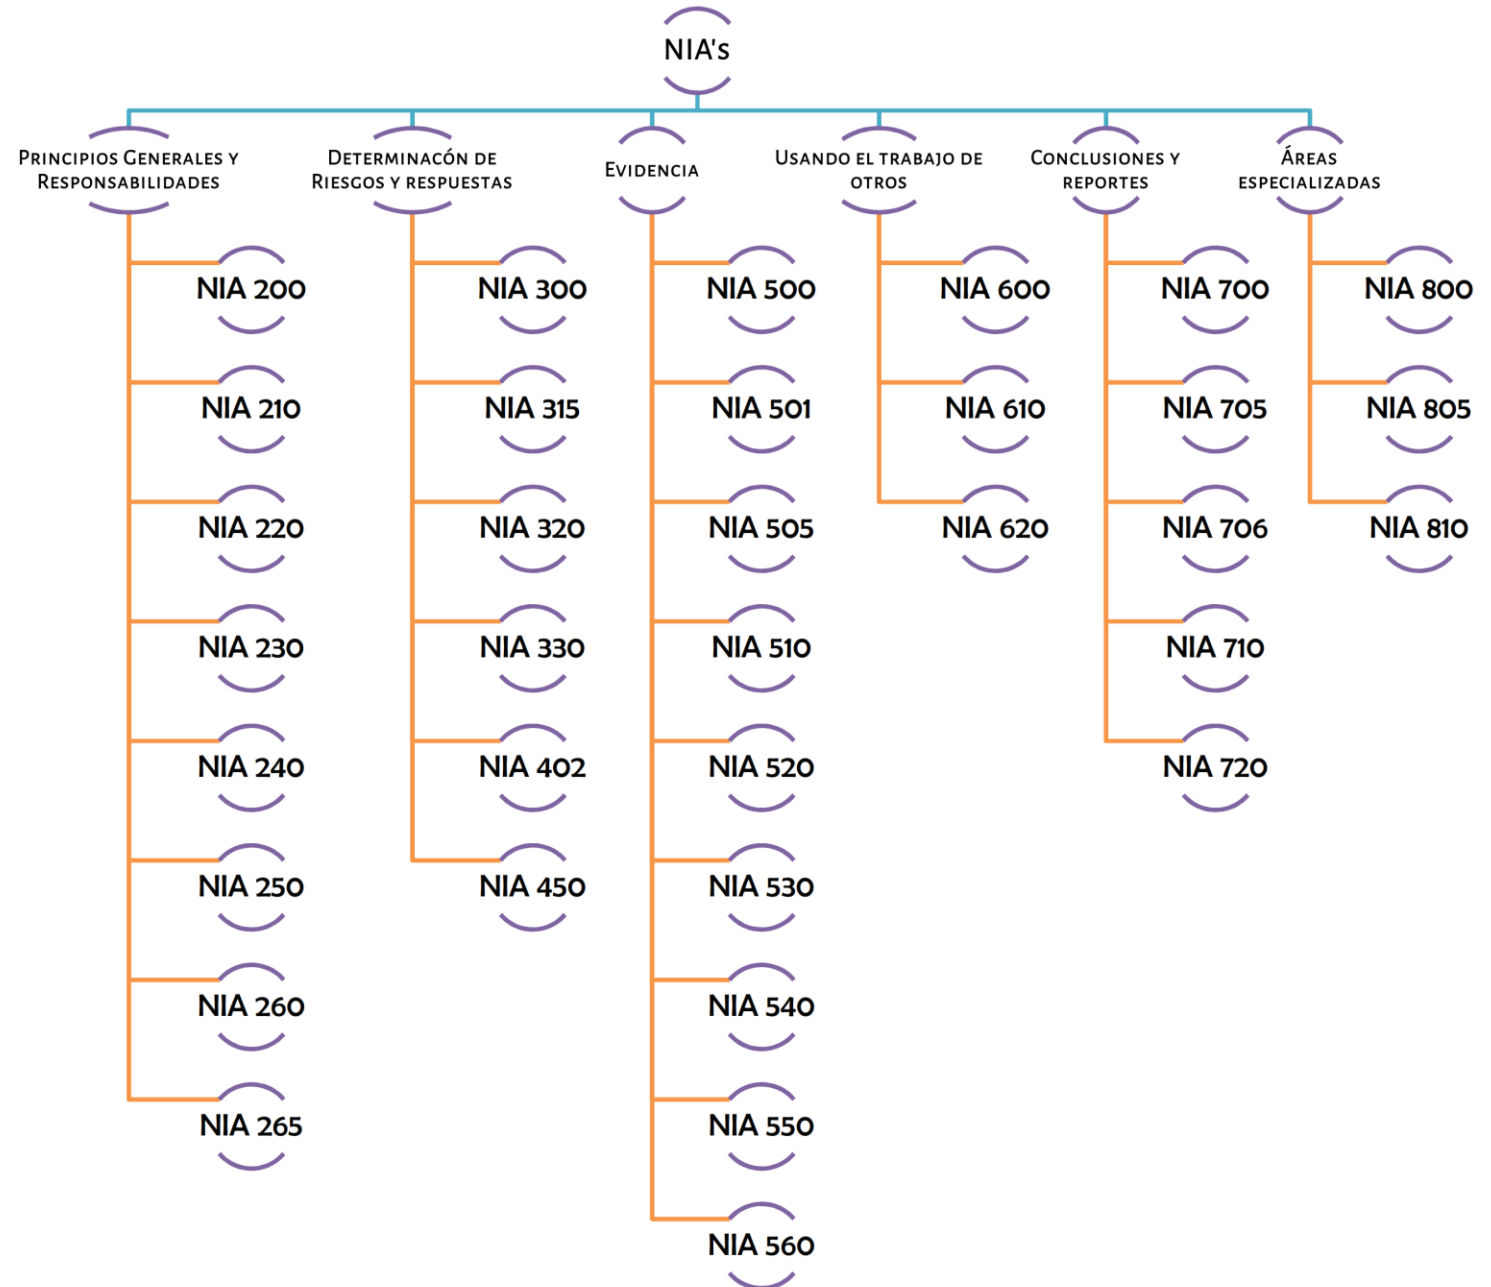 NIA's
Principios Generales y
Responsabilidades
Determinacón de
Riesgos y respuestas
Evidencia
Usando el trabajo de
otros
Conclusiones y
reportes
Áreas
especializadas
NIA 200
NIA 210
NIA 220
NIA 230
NIA 240
NIA 250
NIA 260
NIA 265
NIA 300
NIA 315
NIA 320
NIA 330
NIA 402
NIA 450
NIA 500
NIA 501
NIA 505
NIA 510
NIA 520
NIA 530
NIA 540
NIA 550
NIA 560
NIA 600
NIA 610
NIA 620
NIA 700
NIA 705
NIA 706
NIA 710
NIA 720
NIA 800
NIA 805
NIA 810